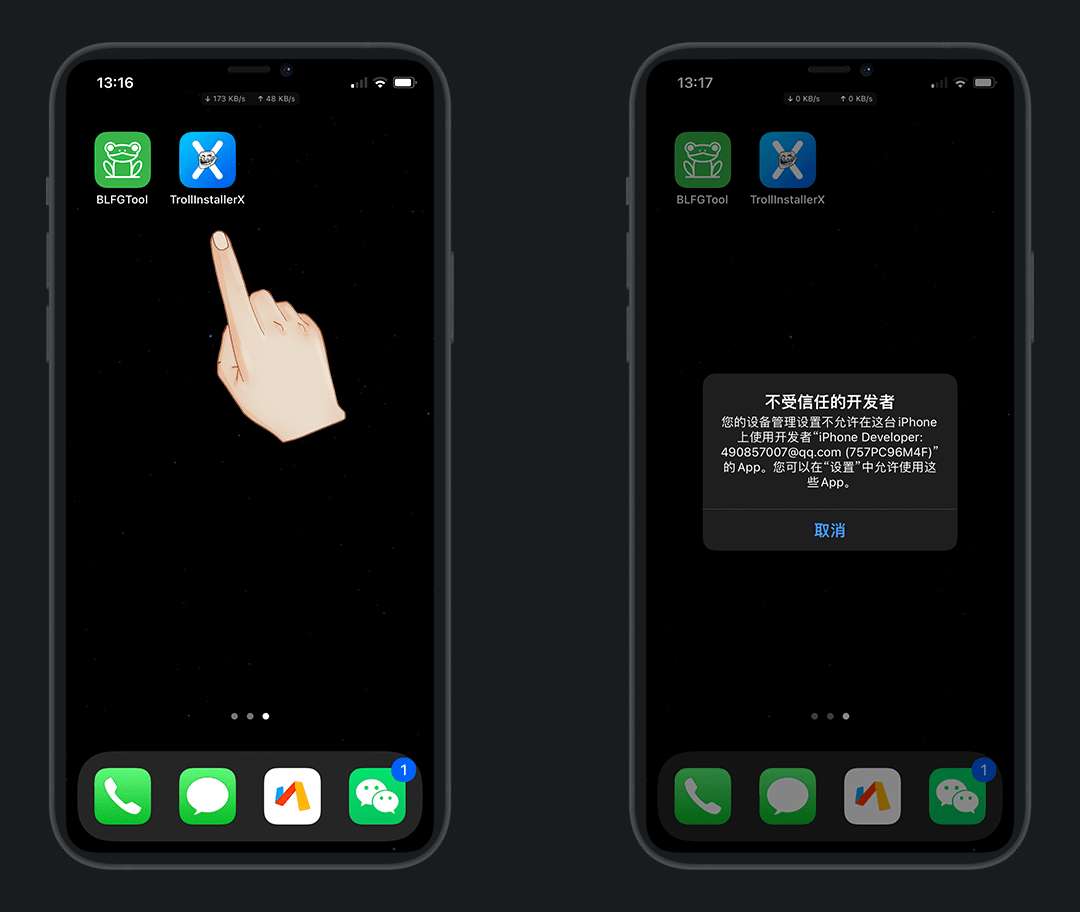 13:16
↓ 173 KB/s ↑ 48 KB/s
BLFGTool
TrollInstallerX
1
13:17
↓ 0 KB/s ↑ 0 KB/s
BLFGTool
TrollInstallerX
不受信任的开发者
您的设备管理设置不允许在这台 iPhone
上使用开发者“iPhone Developer:
490857007@qq.com (757PC96M4F)”
的 App。您可以在“设置”中允许使用这
些 App。
取消
1